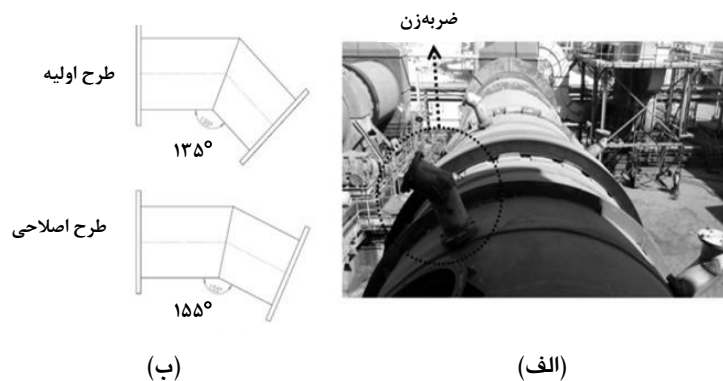 ضربه‌زن
طرح اولیه
۱۳۵°
طرح اصلاحی
۱۵۵°
(الف)
(ب)